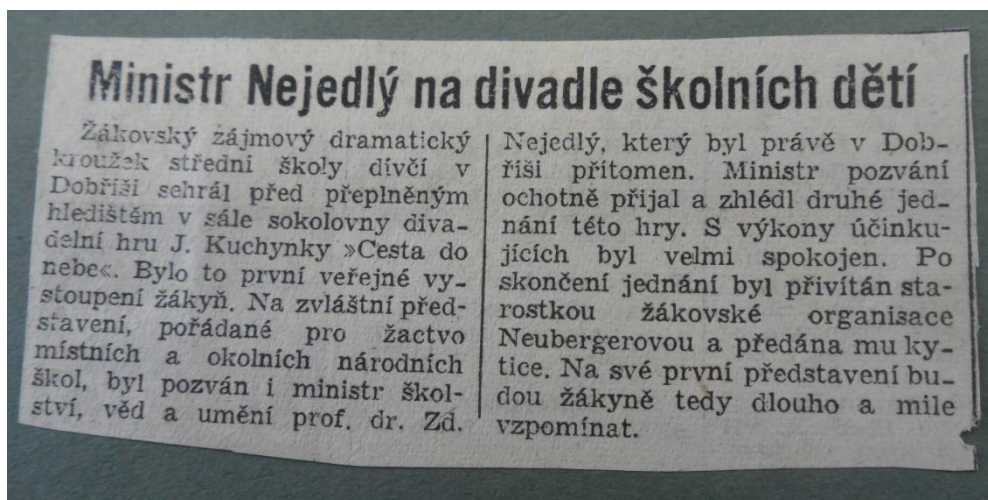 Ministr Nejedlý na divadle školních dětí
Žákovský zájmový dramatický
kroužek střední školy dívčí v
Dobříši sehrál před přeplněným
hledištěm v sále sokolovny diva-
delní hru J. Kuchynky »Cesta do
nebe«. Bylo to první veřejné vy-
stoupení žákyň. Na zvláštní před-
stavení, pořádané pro žactvo
místních a okolních národních
škol, byl pozván i ministr škol-
ství, věd a umění prof. dr. Zd.
Nejedlý, který byl právě v Dob-
říši přítomen. Ministr pozvání
ochotně přijal a zhlédl druhé jed-
nání této hry. S výkony účinku-
jících byl velmi spokojen. Po
skončení jednání byl přivítán sta-
rostkou žákovské organisace
Neubergerovou a předána mu ky-
tice. Na své první představení bu-
dou žákyně tedy dlouho a mile
vzpomínat.